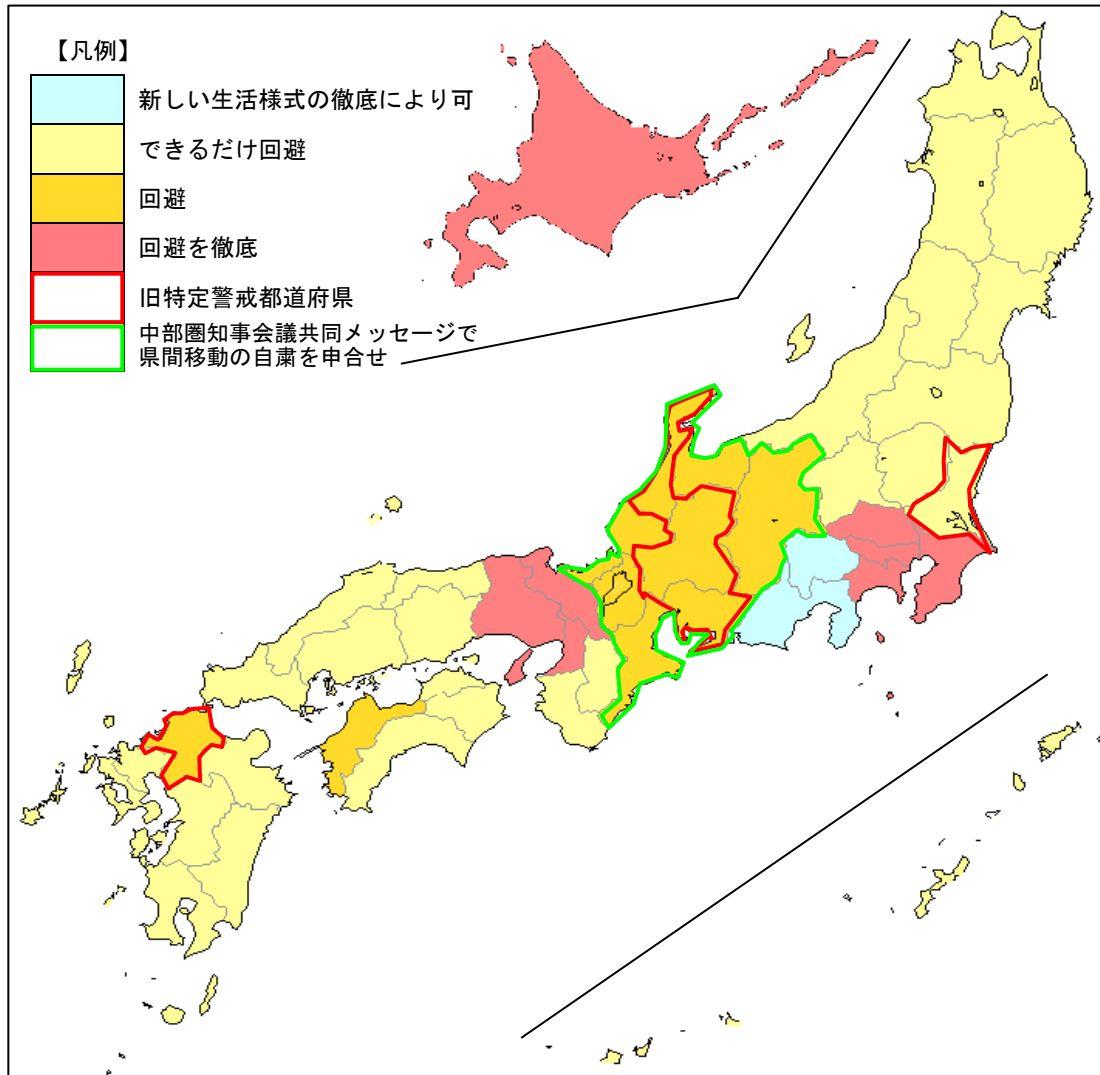 【凡例】
新しい生活様式の徹底により可
できるだけ回避
回避
回避を徹底
旧特定警戒都道府県
中部圏知事会議共同メッセージで
県間移動の自粛を申合せ